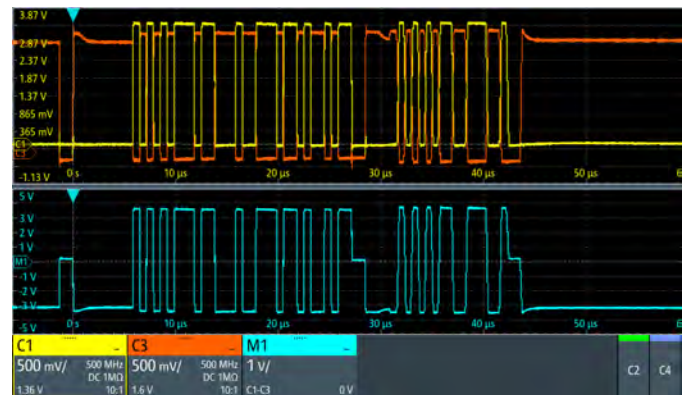 3.87 V
2.87 V
2.37 V
1.87 V
1.37 V
865 mV
365 mV
C1
C3
-1.13 V
0 s 10 µs 20 µs 30 µs 40 µs 50 µs 6
5 V
3 V
2 V
1 V
M1
-1 V
-2 V
-3 V
-5 V
0 s 10 µs 20 µs 30 µs 40 µs 50 µs 6
C1 C3 M1
500 mV/ 500 MHz 500 mV/ 500 MHz 1 V/
DC 1MΩ DC 1MΩ C2 C4
1.36 V 10:1 1.6 V 10:1 C1-C3 0 V